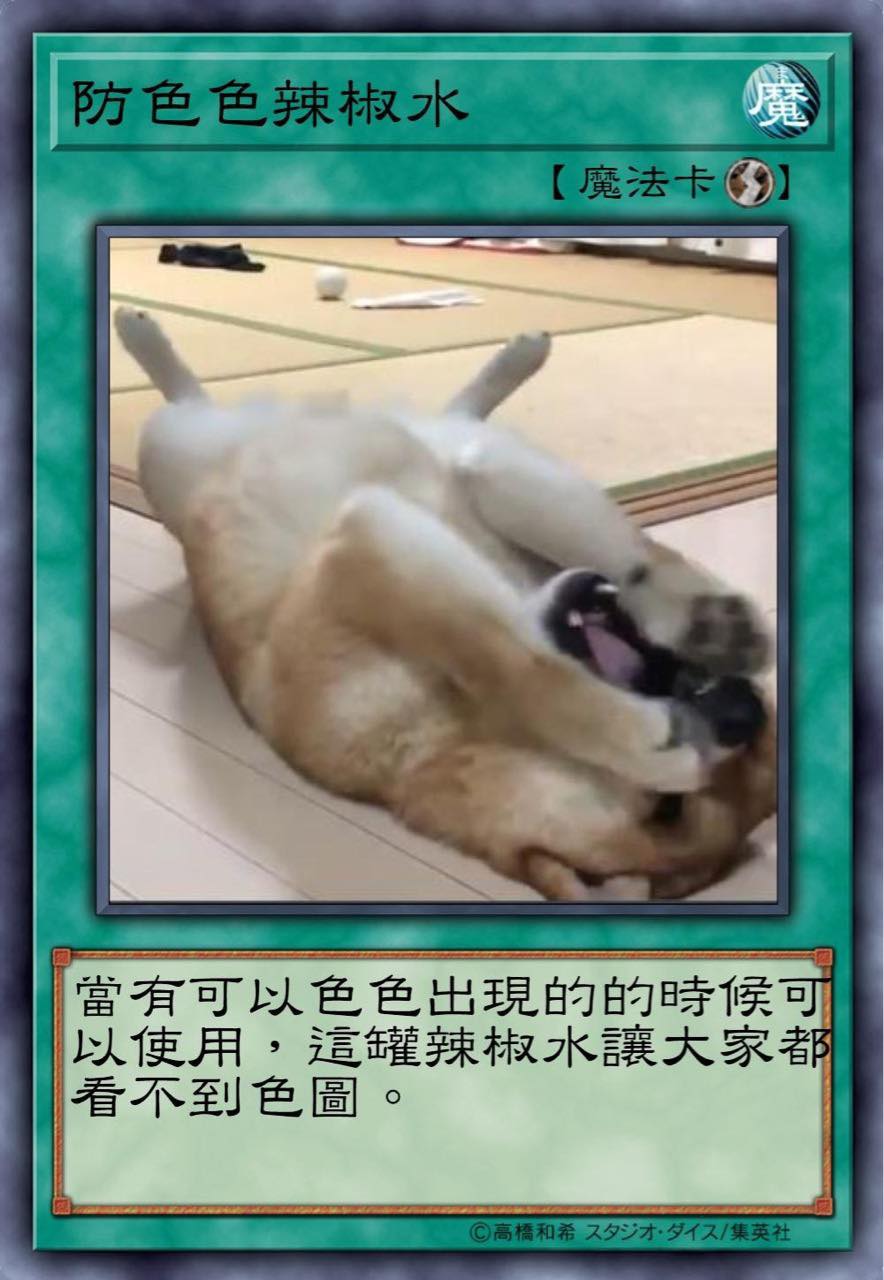 防色色辣椒水
魔
【魔法卡】
當有可以色色出現的的時候可
以使用，這罐辣椒水讓大家都
看不到色圖。
©高橋和希 スタジオ・ダイス/集英社